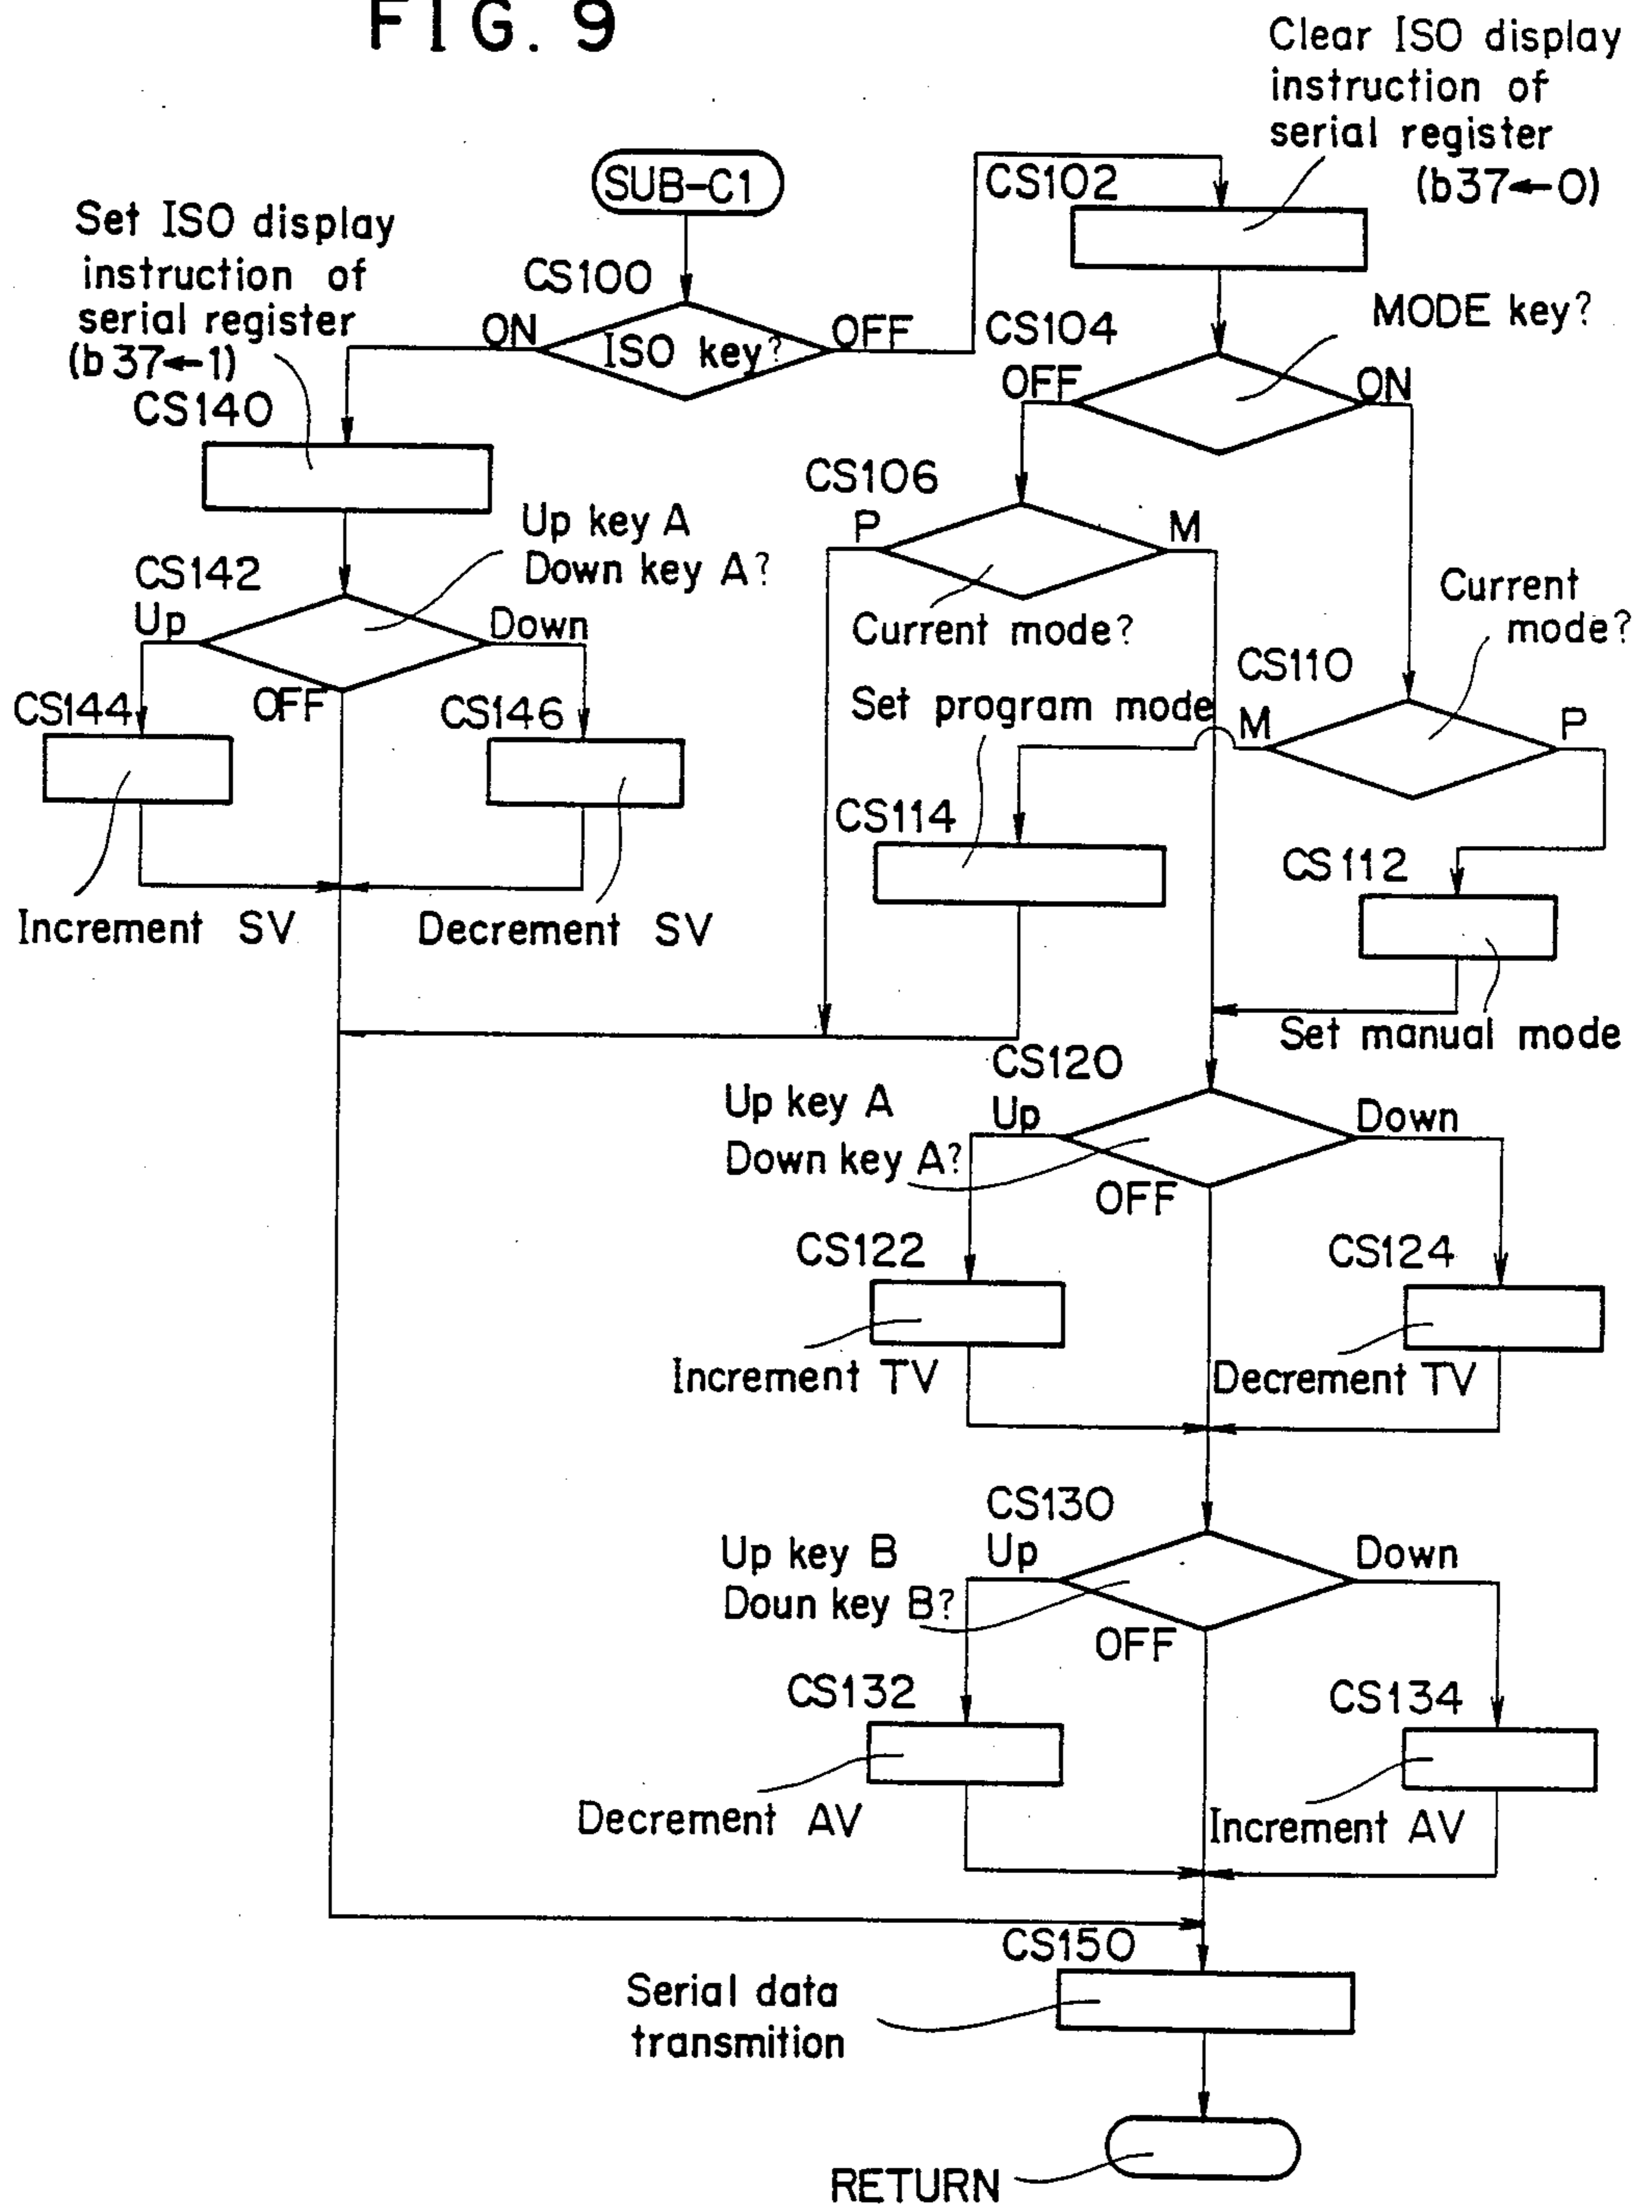 FIG. 9
Clear ISO display
instruction of
serial register
(b37←0)
SUB-C1
CS102
Set ISO display
instruction of
serial register
(b37←1)
CS100
ON
ISO key?
OFF
CS104
MODE key?
OFF
ON
CS140
CS106
P
M
Current mode?
Up key A
Down key A?
CS142
Up
Down
OFF
Current
mode?
CS110
M
P
CS144
CS146
Set program mode
CS114
CS112
Increment SV
Decrement SV
Set manual mode
CS120
Up key A
Down key A?
Up
Down
OFF
CS122
CS124
Increment TV
Decrement TV
CS130
Up key B
Doun key B?
Up
Down
OFF
CS132
CS134
Decrement AV
Increment AV
CS150
Serial data
transmition
RETURN